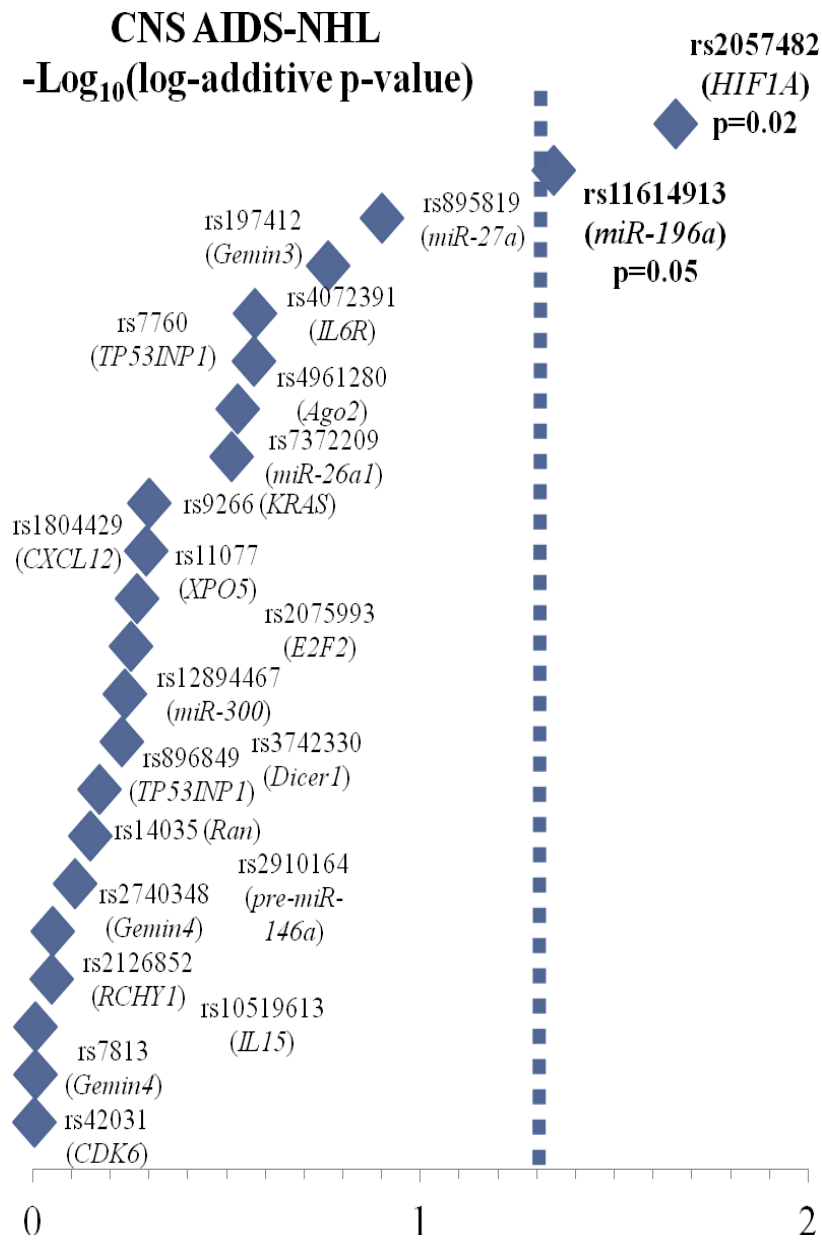 CNS AIDS-NHL
-Log10(log-additive p-value)
rs2057482
(HIF1A)
p=0.02
rs11614913
(miR-196a)
p=0.05
rs895819
(miR-27a)
rs197412
(Gemin3)
rs4072391
(IL6R)
rs7760
(TP53INP1)
rs4961280
(Ago2)
rs7372209
(miR-26a1)
rs9266 (KRAS)
rs1804429
(CXCL12)
rs11077
(XPO5)
rs2075993
(E2F2)
rs12894467
(miR-300)
rs3742330
(Dicer1)
rs896849
(TP53INP1)
rs14035 (Ran)
rs2910164
(pre-miR-
146a)
rs2740348
(Gemin4)
rs2126852
(RCHY1)
rs10519613
(IL15)
rs7813
(Gemin4)
rs42031
(CDK6)
0 1 2